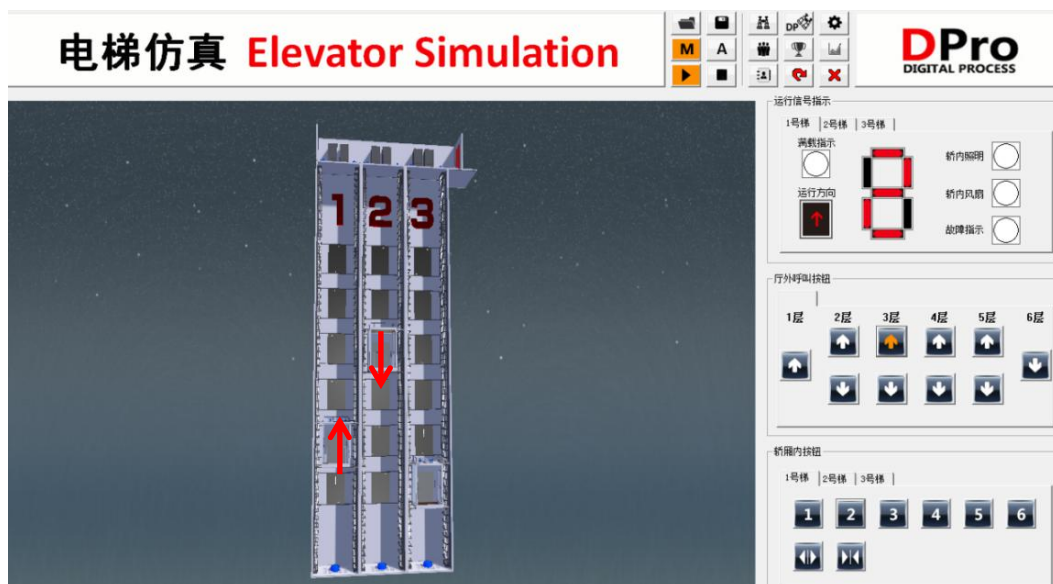 电梯仿真 Elevator Simulation
DP
M A
DPro
DIGITAL PROCESS
运行信号指示
1号梯 2号梯 3号梯
满载指示
轿内照明
运行方向
轿内风扇
故障指示
1 2 3
厅外呼叫按钮
1层 2层 3层 4层 5层 6层
轿厢内按钮
1号梯 2号梯 3号梯
1 2 3 4 5 6